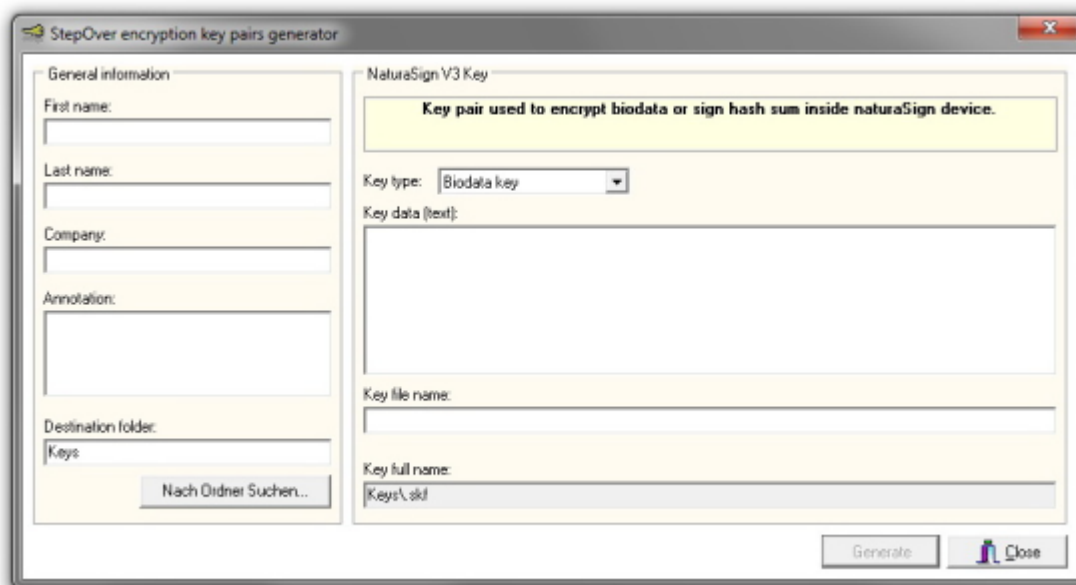 StepOver encryption key pairs generator
General information
First name:
Last name:
Company:
Annotation:
Destination folder:
Keys
Nach Ordner Suchen...
NaturaSign V3 Key
Key pair used to encrypt biodata or sign hash sum inside naturaSign device.
Key type: Biodata key
Key data (text):
Key file name:
Key full name:
Keys\.skf
Generate
Close